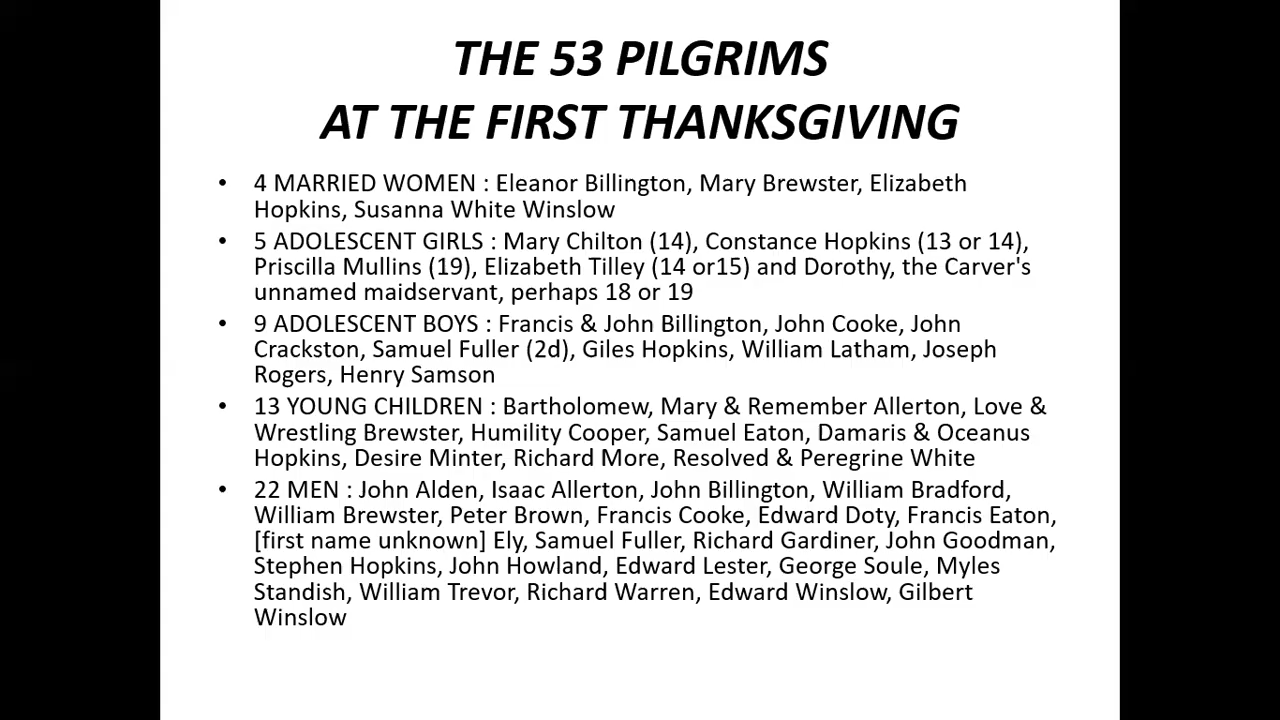 THE 53 PILGRIMS
AT THE FIRST THANKSGIVING
• 4 MARRIED WOMEN : Eleanor Billington, Mary Brewster, Elizabeth
Hopkins, Susanna White Winslow
• 5 ADOLESCENT GIRLS : Mary Chilton (14), Constance Hopkins (13 or 14),
Priscilla Mullins (19), Elizabeth Tilley (14 or15) and Dorothy, the Carver's
unnamed maidservant, perhaps 18 or 19
• 9 ADOLESCENT BOYS : Francis & John Billington, John Cooke, John
Crackston, Samuel Fuller (2d), Giles Hopkins, William Latham, Joseph
Rogers, Henry Samson
• 13 YOUNG CHILDREN : Bartholomew, Mary & Remember Allerton, Love &
Wrestling Brewster, Humility Cooper, Samuel Eaton, Damaris & Oceanus
Hopkins, Desire Minter, Richard More, Resolved & Peregrine White
• 22 MEN : John Alden, Isaac Allerton, John Billington, William Bradford,
William Brewster, Peter Brown, Francis Cooke, Edward Doty, Francis Eaton,
[first name unknown] Ely, Samuel Fuller, Richard Gardiner, John Goodman,
Stephen Hopkins, John Howland, Edward Lester, George Soule, Myles
Standish, William Trevor, Richard Warren, Edward Winslow, Gilbert
Winslow